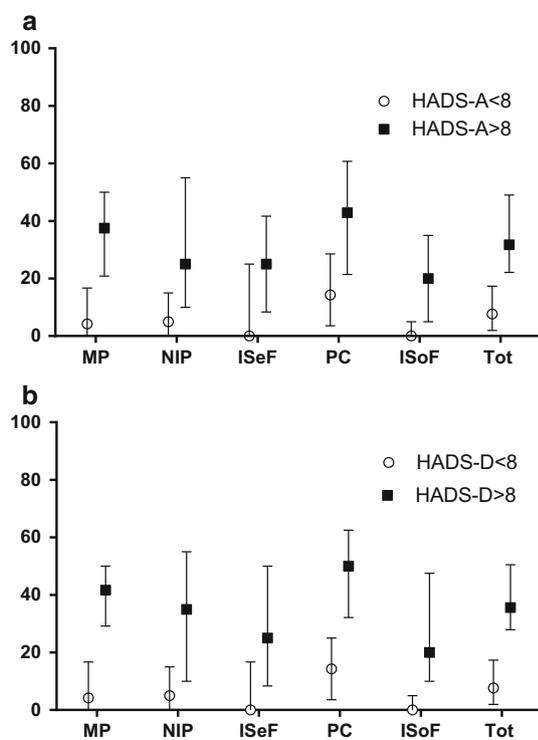 a
100
80
60
40
20
0
HADS-A<8
HADS-A>8
MP NIP ISeF PC ISoF Tot
b
100
80
60
40
20
0
HADS-D<8
HADS-D>8
MP NIP ISeF PC ISoF Tot